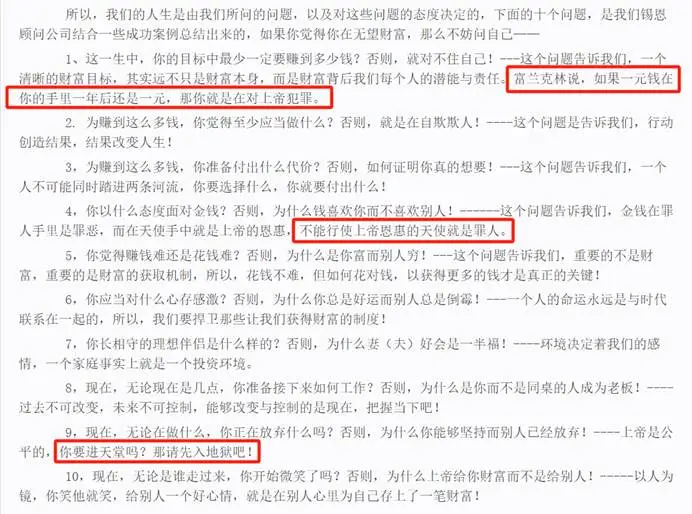 所以，我们的人生是由我们所问的问题，以及对这些问题的态度决定的，下面的十个问题，是我们锡恩
顾问公司结合一些成功案例总结出来的，如果你觉得你在无望财富，那么不妨问自己——
1、这一生中，你的目标中最少一定要赚到多少钱？否则，就对不住自己！---这个问题告诉我们，一个
清晰的财富目标，其实远不只是财富本身，而是财富背后我们每个人的潜能与责任。富兰克林说，如果一元钱在
你的手里一年后还是一元，那你就是在对上帝犯罪。
2. 为赚到这么多钱，你觉得至少应当做什么？否则，就是在自欺欺人！----这个问题是告诉我们，行动
创造结果，结果改变人生！
3，为赚到这么多钱，你准备付出什么代价？否则，如何证明你真的想要！----这个问题告诉我们，一个
人不可能同时踏进两条河流，你要选择什么，你就要付出什么！
4，你以什么态度面对金钱？否则，为什么钱喜欢你而不喜欢别人！------这个问题告诉我们，金钱在罪
人手里是罪恶，而在天使手中就是上帝的恩惠，不能行使上帝恩惠的天使就是罪人。
5，你觉得赚钱难还是花钱难？否则，为什么是你富而别人穷！---这个问题告诉我们，重要的不是财
富，重要的是财富的获取机制，所以，花钱不难，但如何花对钱，以获得更多的钱才是真正的关键！
6，你应当对什么心存感激？否则，为什么你总是好运而别人总是倒霉！---一个人的命运永远是与时代
联系在一起的，所以，我们要捍卫那些让我们获得财富的制度！
7，你长相守的理想伴侣是什么样的？否则，为什么妻（夫）好会是一半福！----环境决定着我们的感
情，一个家庭事实上就是一个投资环境。
8，现在，无论现在是几点，你准备接下来如何工作？否则，为什么是你而不是同桌的人成为老板！----
过去不可改变，未来不可控制，能够改变与控制的是现在，把握当下吧！
9，现在，无论在做什么，你正在放弃什么吗？否则，为什么你能够坚持而别人已经放弃！----上帝是公
平的，你要进天堂吗？那请先入地狱吧！
10，现在，无论是谁走过来，你开始微笑了吗？否则，为什么上帝给你财富而不是给别人！-----以人为
镜，你笑他就笑，给别人一个好心情，就是在别人心里为自己存上了一笔财富！